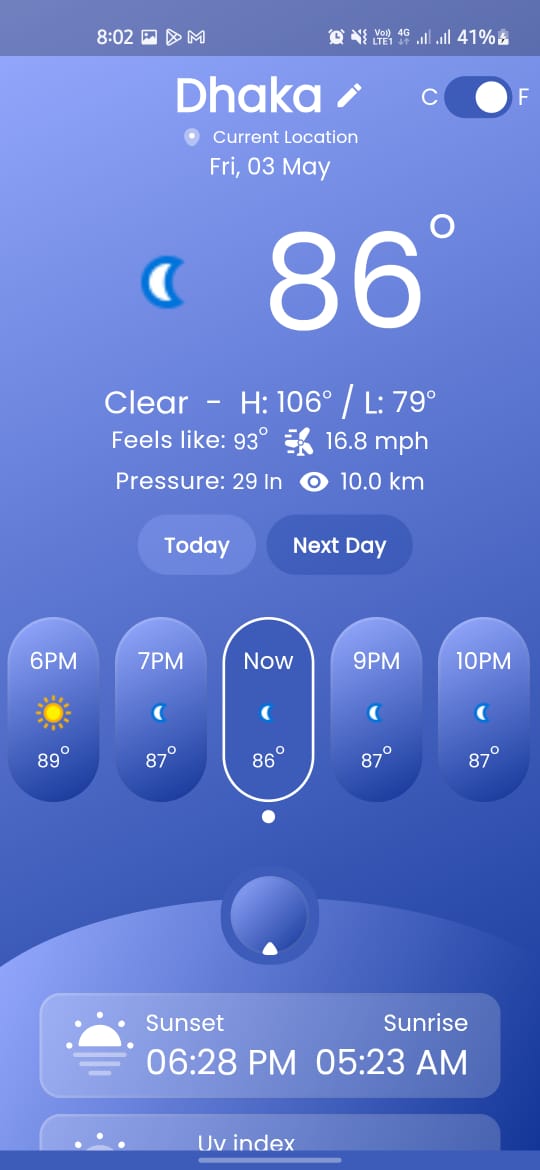 8:02 Vo)) LTE1 4G 41%
Dhaka C F
Current Location
Fri, 03 May
86°
Clear - H: 106° / L: 79°
Feels like: 93° 16.8 mph
Pressure: 29 In 10.0 km
Today Next Day
6PM 7PM Now 9PM 10PM
89° 87° 86° 87° 87°
Sunset Sunrise
06:28 PM 05:23 AM
Uv index